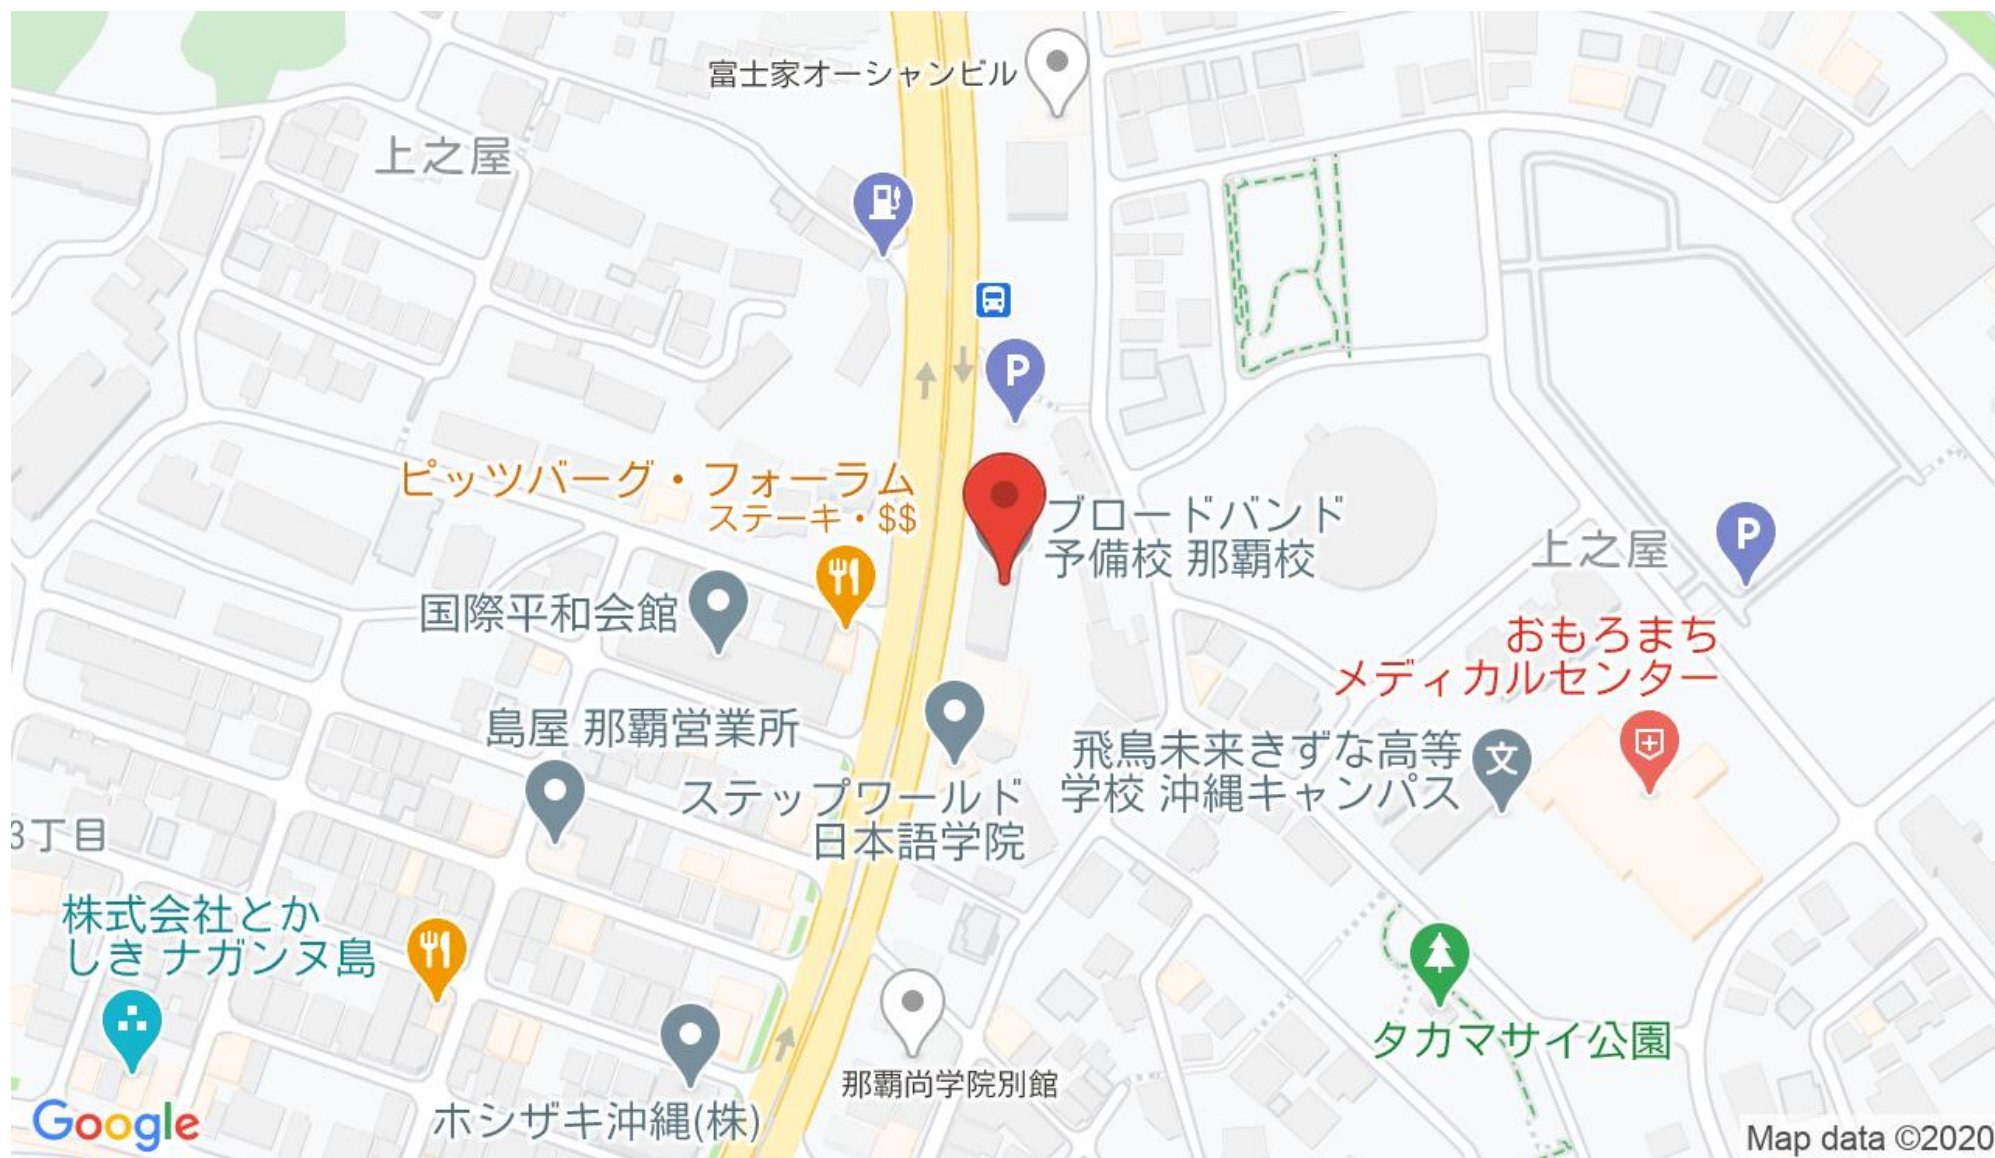 富士家オーシャンビル
上之屋
P
ピッツバーグ・フォーラム
ステーキ・$$
ブロードバンド
予備校 那覇校
上之屋
P
国際平和会館
おもろまち
メディカルセンター
島屋 那覇営業所
飛鳥未来きずな高等
学校 沖縄キャンパス
文
ステップワールド
日本語学院
3丁目
株式会社とか
しき ナガンヌ島
タカマサイ公園
那覇尚学院別館
ホシザキ沖縄(株)
Google
Map data ©2020